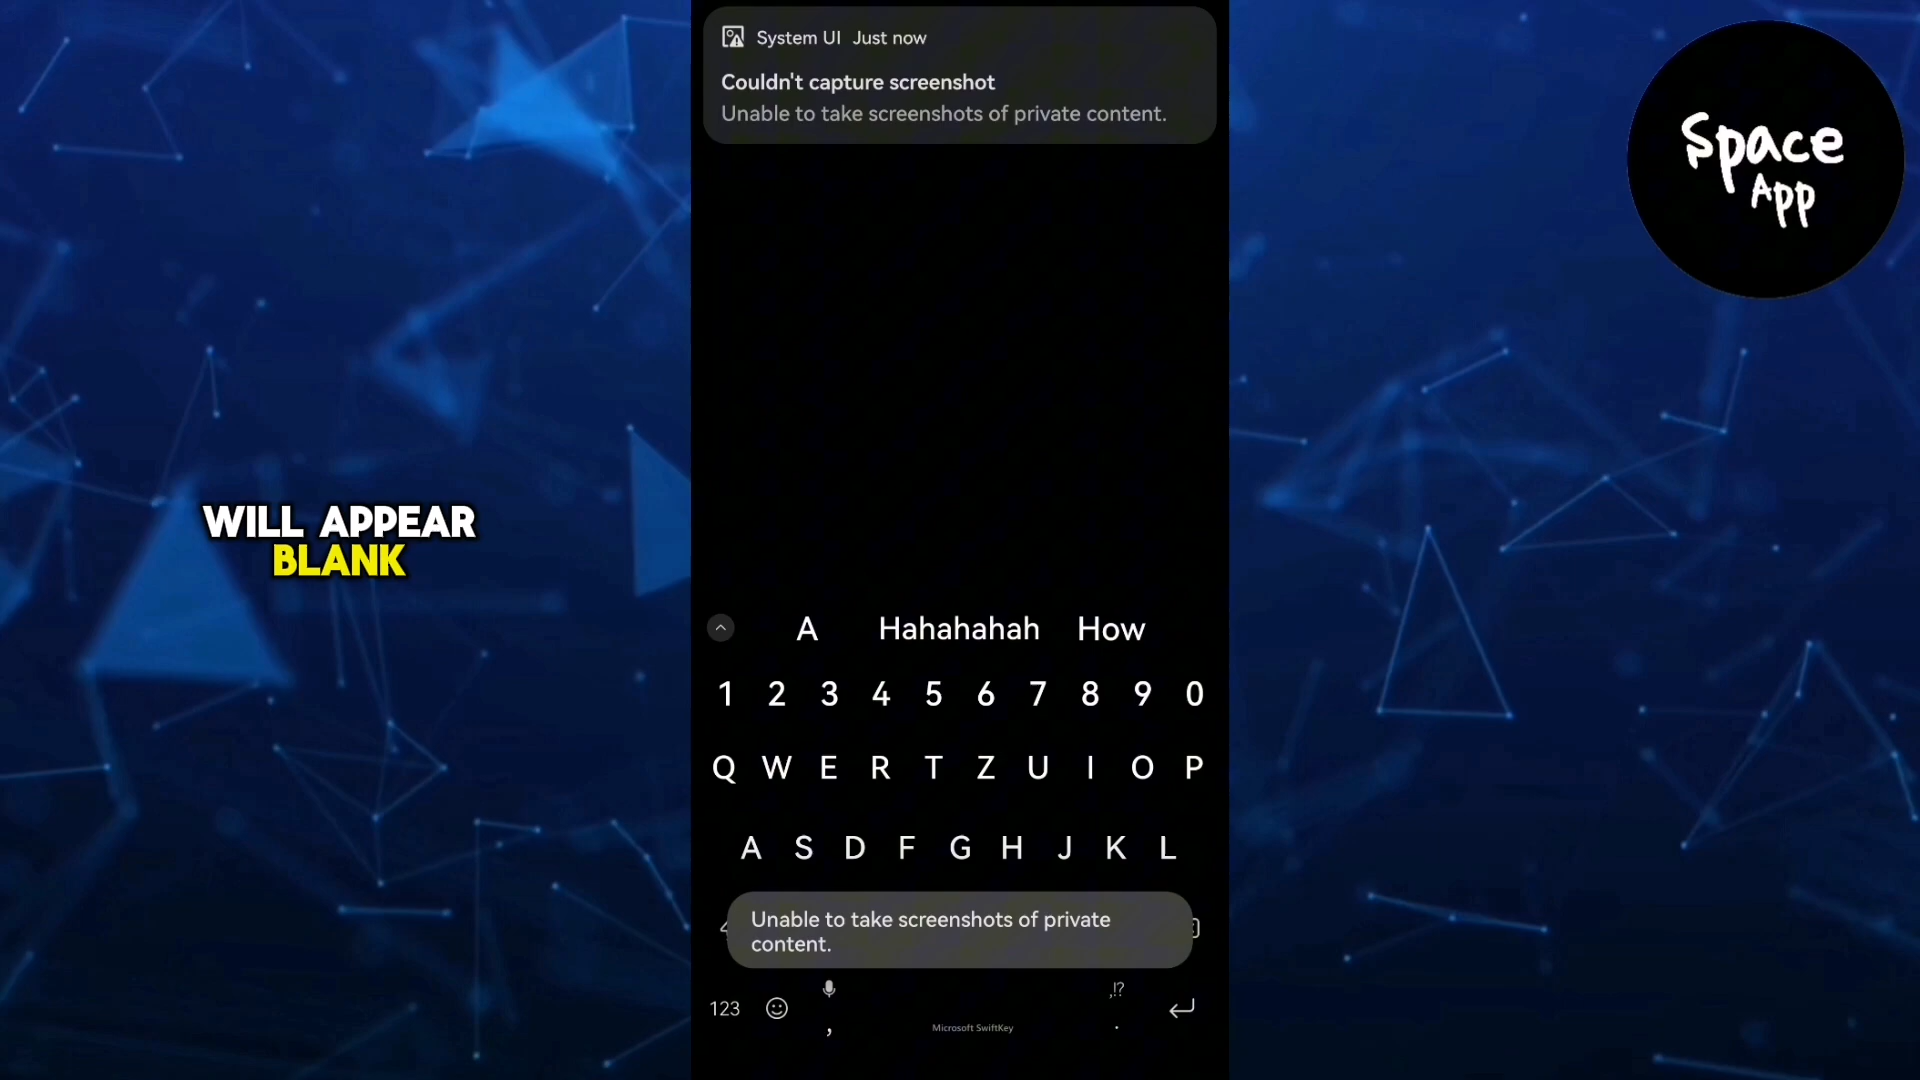 System UI Just now
Couldn't capture screenshot
Unable to take screenshots of private content.
Space
App
WILL APPEAR
BLANK
A Hahahahah How
1 2 3 4 5 6 7 8 9 0
Q W E R T Z U I O P
A S D F G H J K L
Unable to take screenshots of private
content.
,!?
123 , Microsoft SwiftKey .